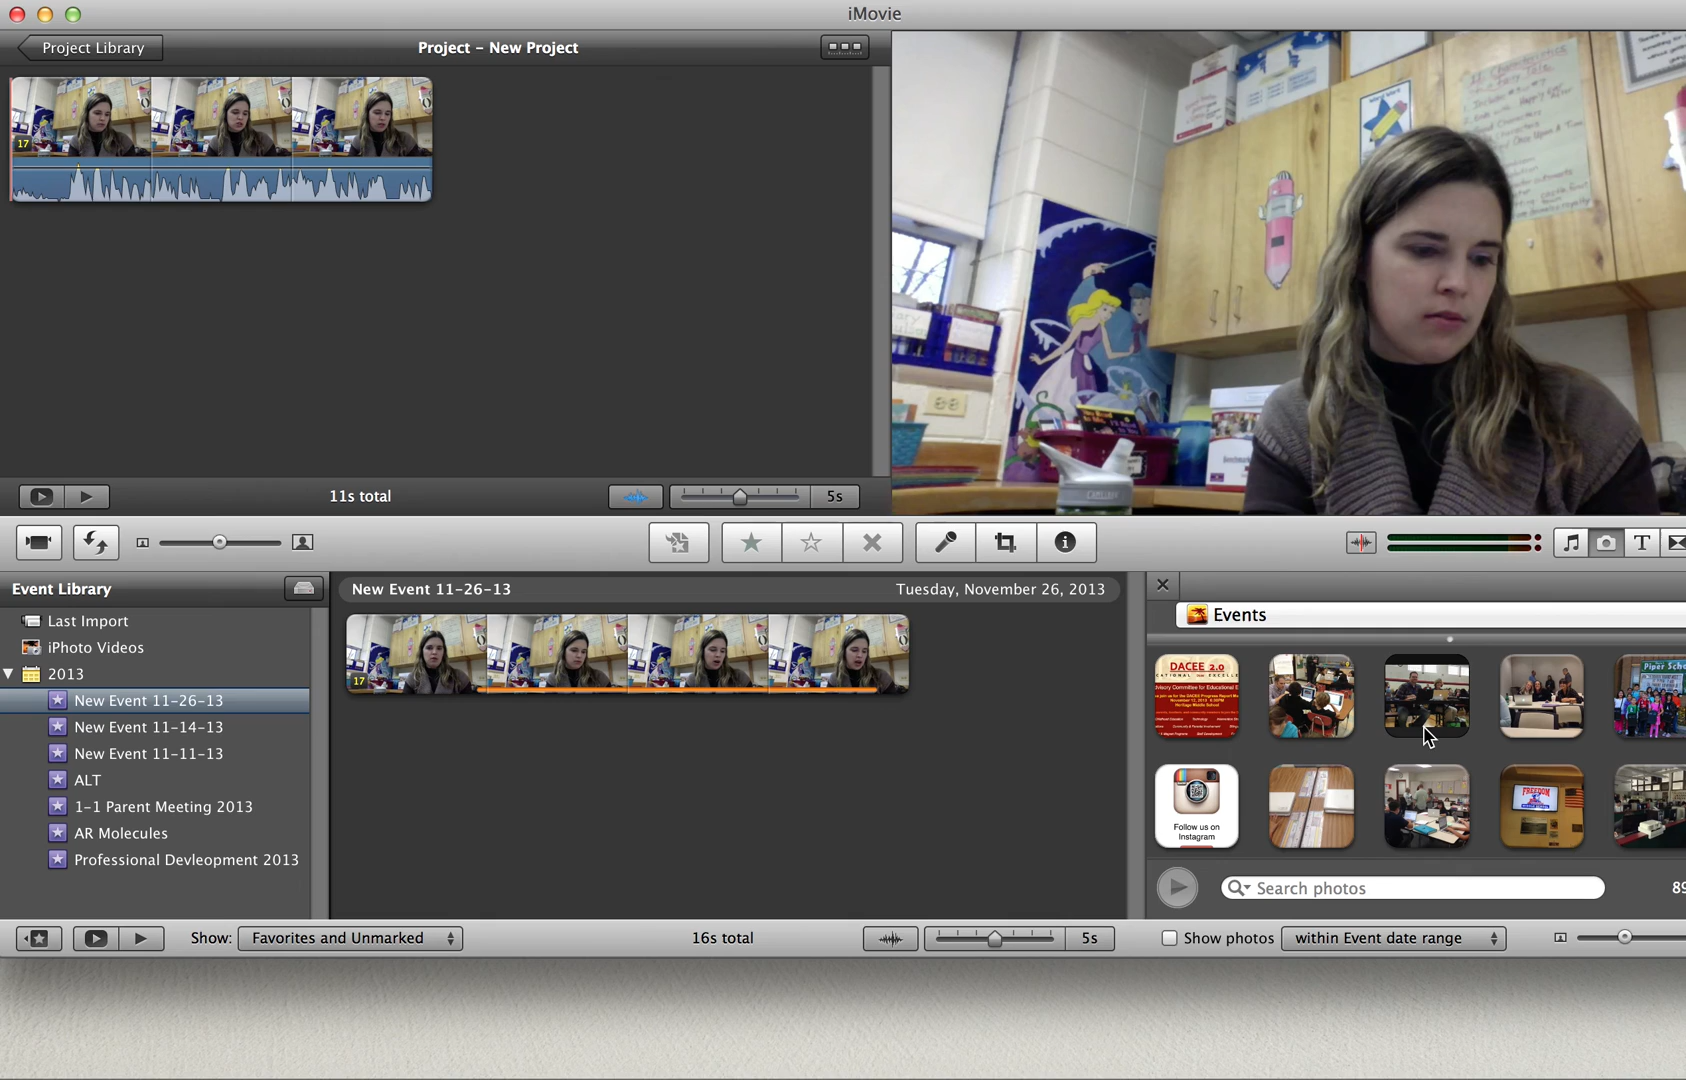 iMovie
Project Library
Project – New Project
17
11s total
5s
Event Library
Last Import
iPhoto Videos
2013
New Event 11-26-13
New Event 11-14-13
New Event 11-11-13
ALT
1-1 Parent Meeting 2013
AR Molecules
Professional Devleopment 2013
New Event 11-26-13
Tuesday, November 26, 2013
17
Events
DACEE 2.0
Piper Sch
Follow us on
Instagram
FREEDOM
Search photos
89
Show:
Favorites and Unmarked
16s total
5s
Show photos
within Event date range
T